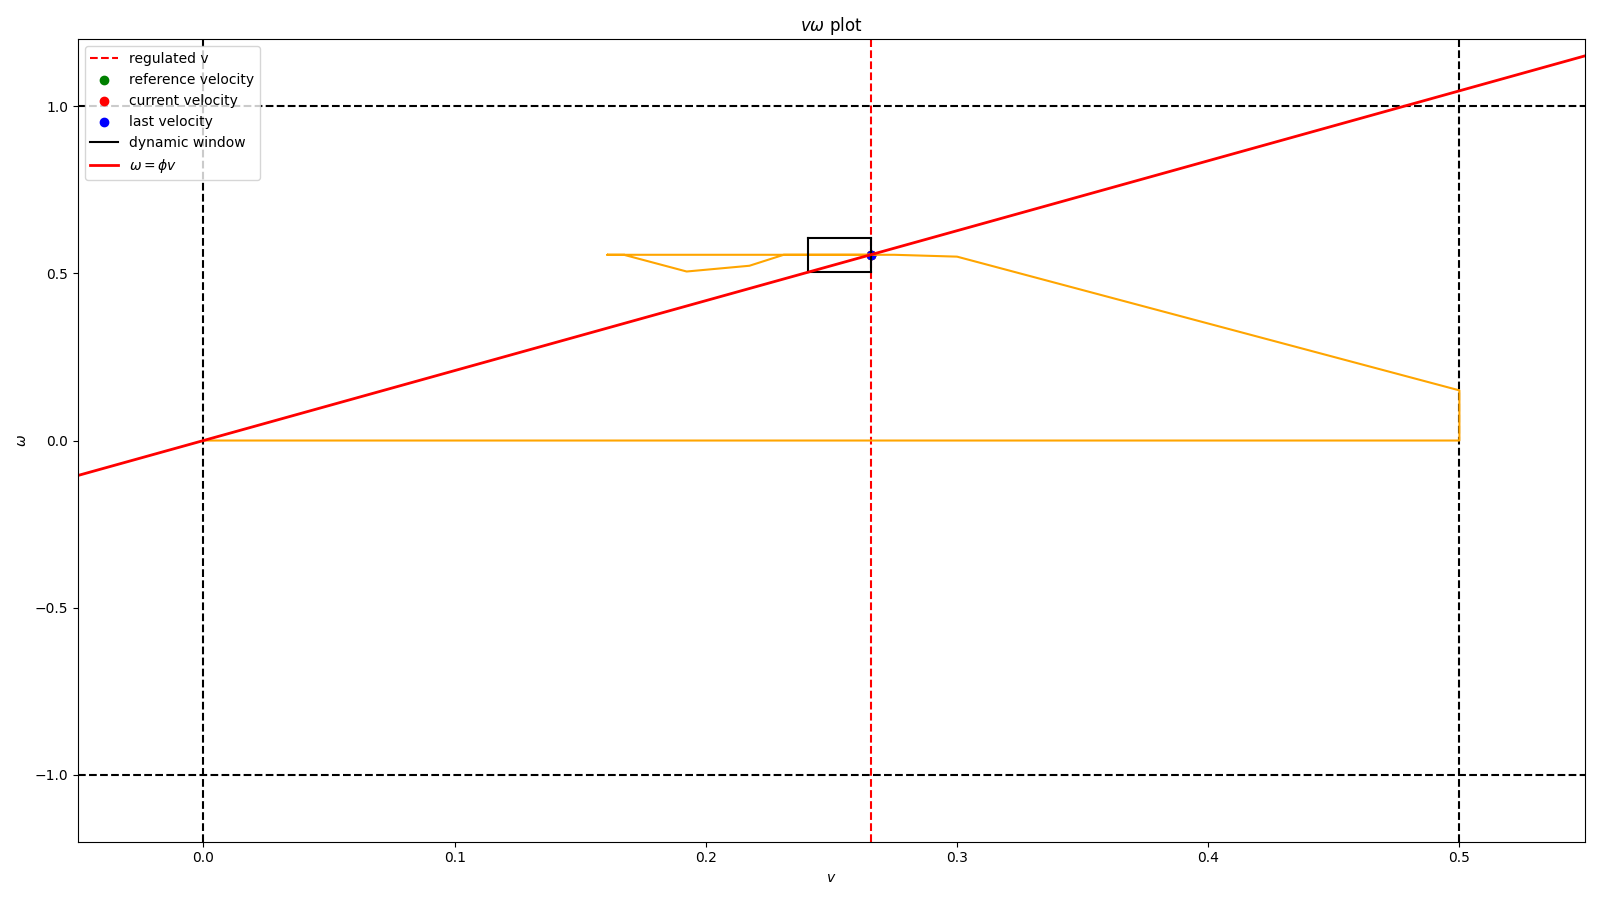 vω plot
regulated v
reference velocity
current velocity
last velocity
dynamic window
ω = ϕv
1.0
0.5
0.0
−0.5
−1.0
ω
0.0 0.1 0.2 0.3 0.4 0.5
v